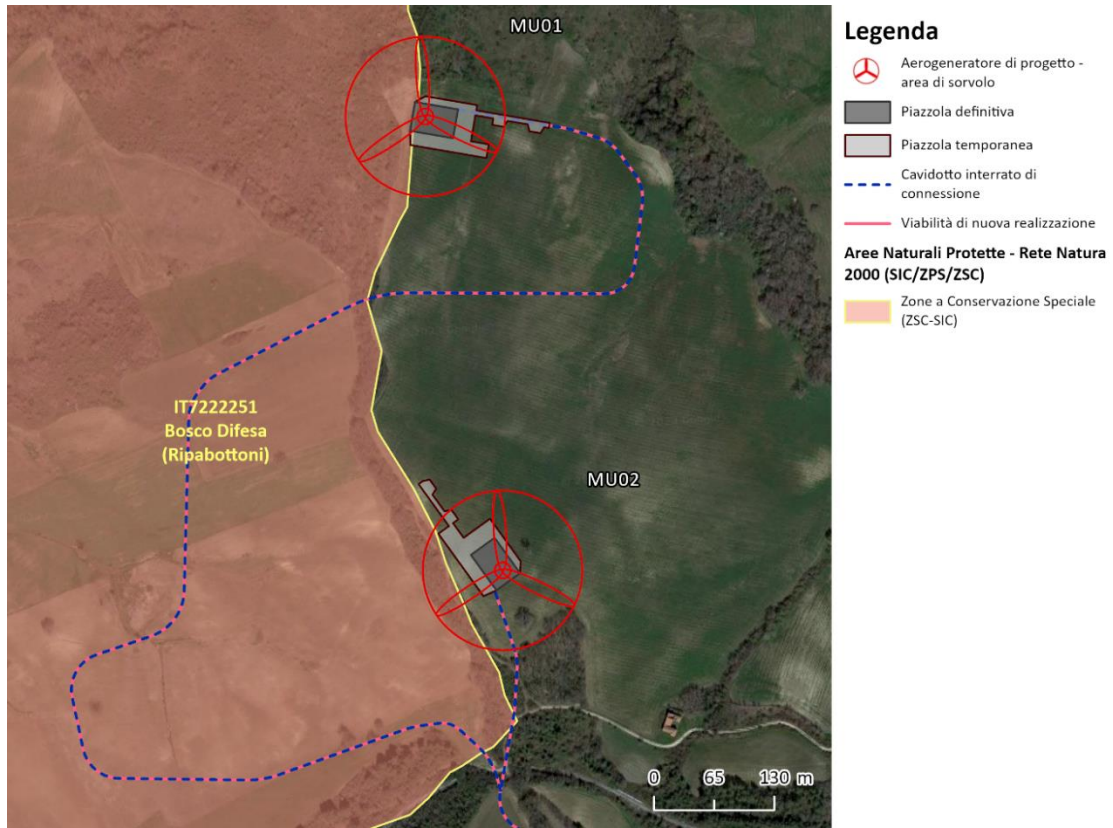 MU01
IT7222251
Bosco Difesa
(Ripabottoni)
MU02
0 65 130 m
Legenda
Aerogeneratore di progetto -
area di sorvolo
Piazzola definitiva
Piazzola temporanea
Cavidotto interrato di
connessione
Viabilità di nuova realizzazione
Aree Naturali Protette - Rete Natura
2000 (SIC/ZPS/ZSC)
Zone a Conservazione Speciale
(ZSC-SIC)